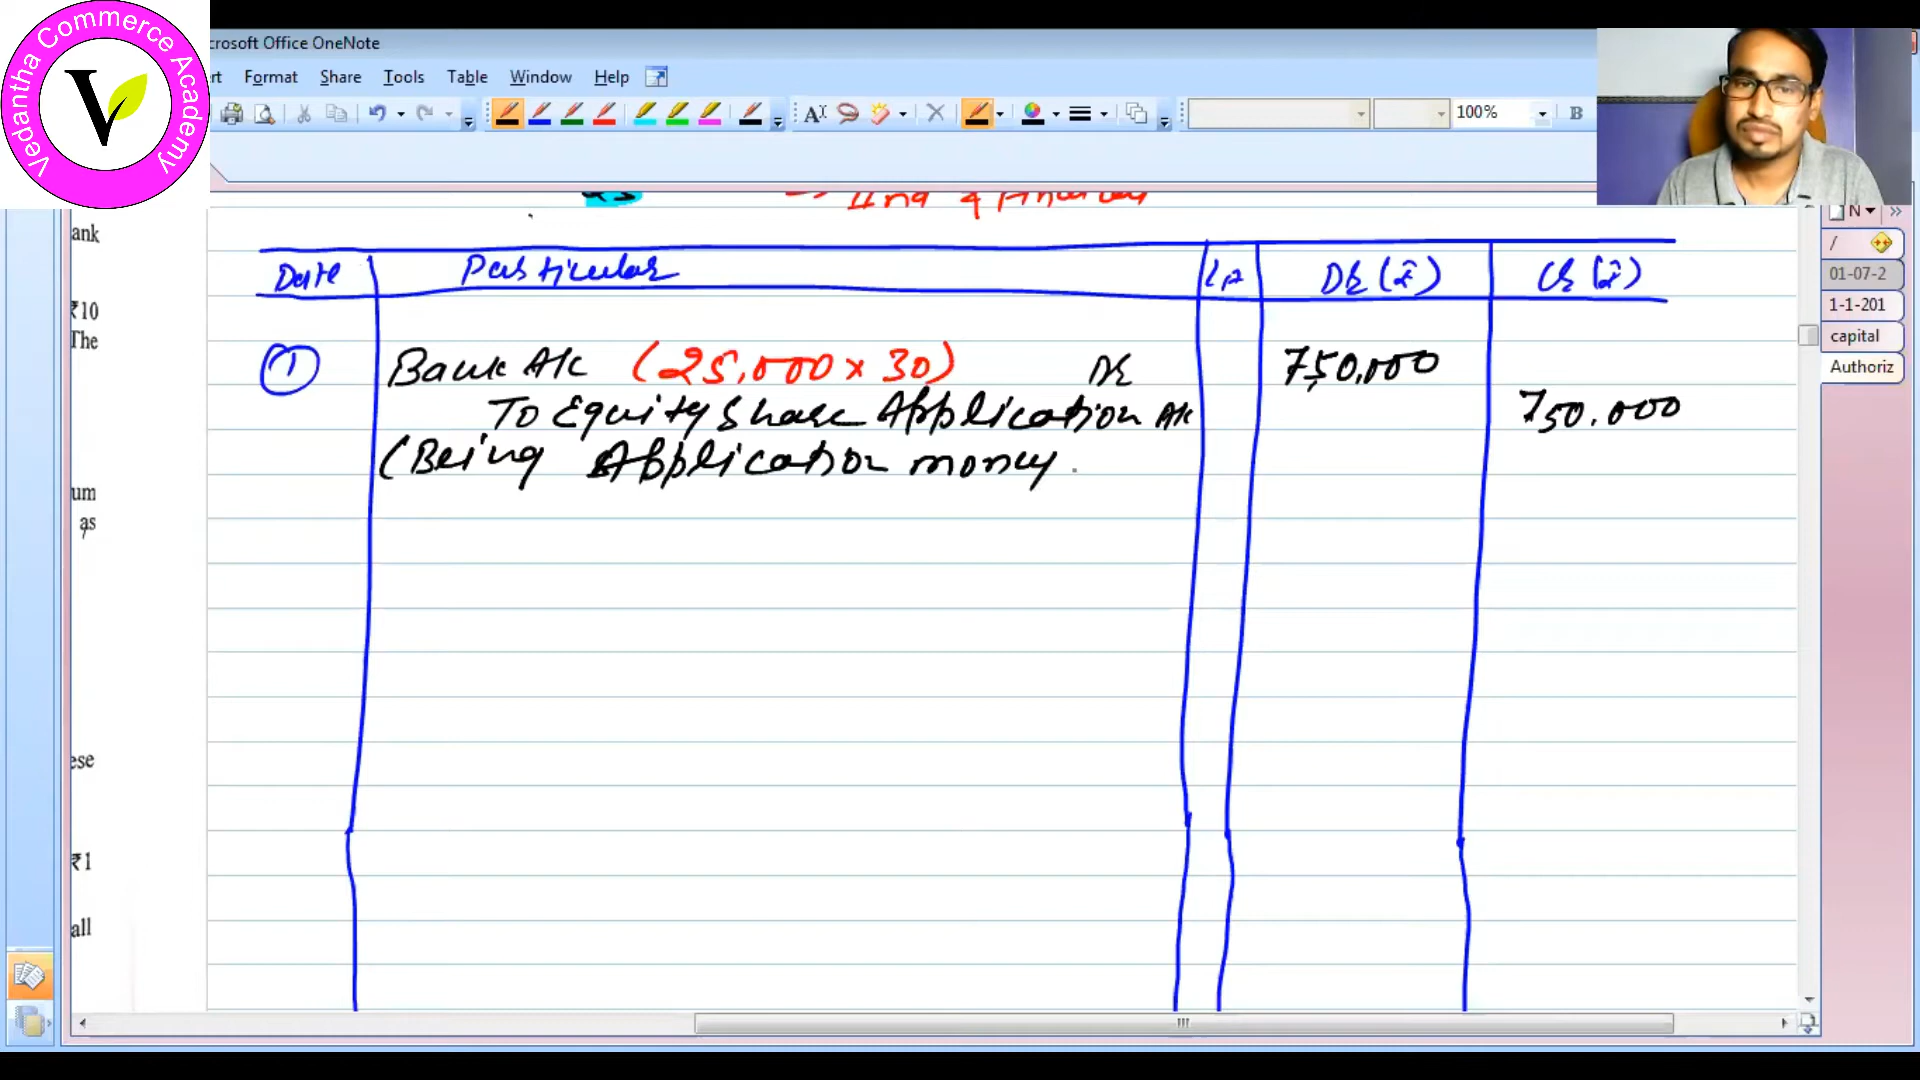 Vedantha Commerce Academy
V
crosoft Office OneNote
rt Format Share Tools Table Window Help
100% B
N
/
01-07-2
1-1-201
capital
Authoriz
ank
₹10
The
um
as
ese
₹1
all
Date Particular L.F Dr (₹) Cr (₹)
① Bank A/c (25,000 × 30) Dr 7,50,000
To Equity Share Application A/c 750.000
(Being Application money.